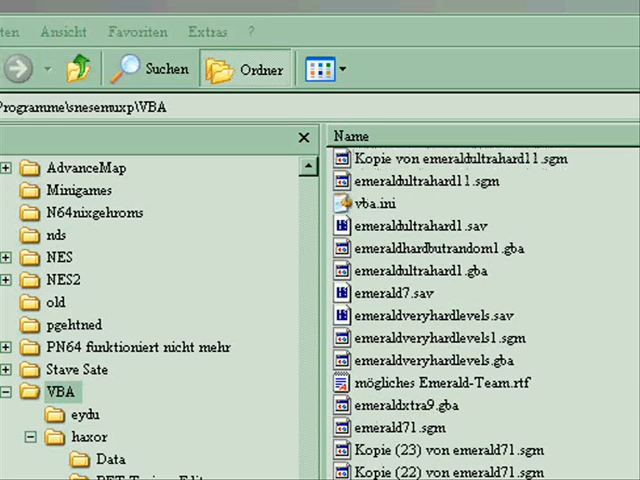 ten Ansicht Favoriten Extras ?
Suchen Ordner
Programme\snesemuxp\VBA
Name
AdvanceMap
Minigames
N64nixgehroms
nds
NES
NES2
old
pgehtned
PN64 funktioniert nicht mehr
Stave Sate
VBA
eydu
haxor
Data
Kopie von emeraldultrahard11.sgm
emeraldultrahard11.sgm
vba.ini
emeraldultrahard1.sav
emeraldhardbutrandom1.gba
emeraldultrahard1.gba
emerald7.sav
emeraldveryhardlevels.sav
emeraldveryhardlevels1.sgm
emeraldveryhardlevels.gba
mögliches Emerald-Team.rtf
emeraldxtra9.gba
emerald71.sgm
Kopie (23) von emerald71.sgm
Kopie (22) von emerald71.sgm